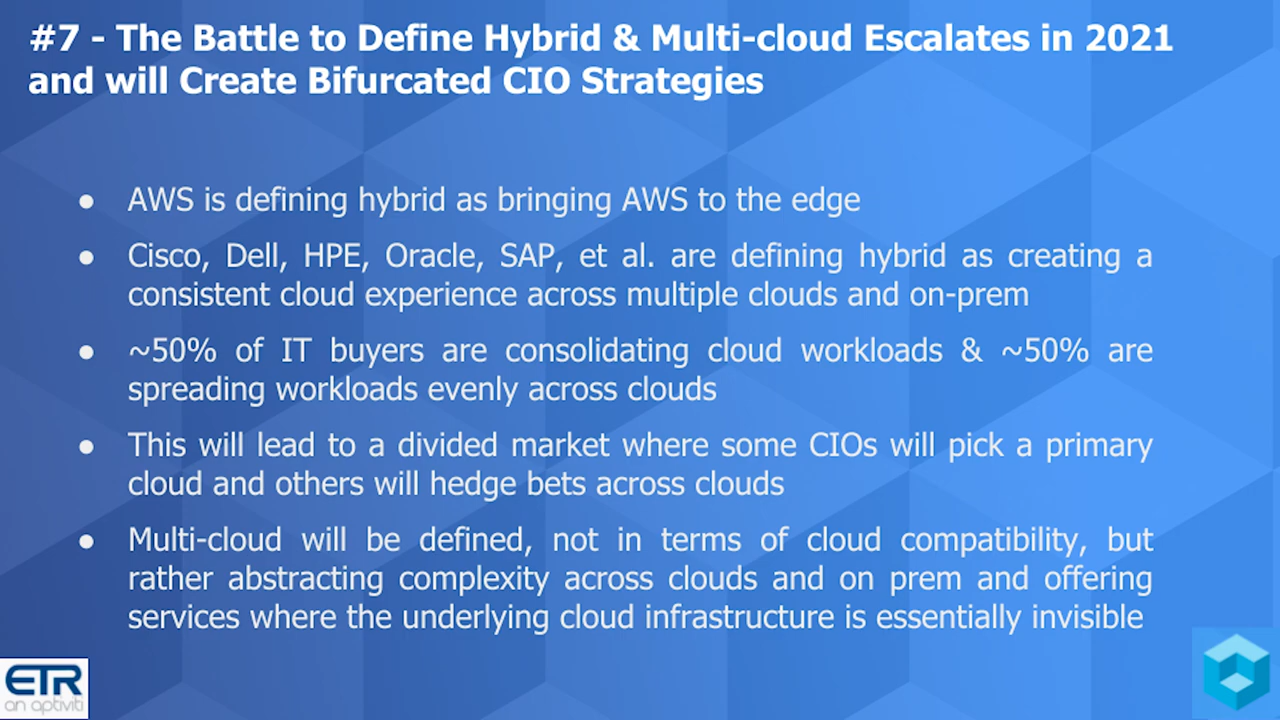 #7 - The Battle to Define Hybrid & Multi-cloud Escalates in 2021
and will Create Bifurcated CIO Strategies
● AWS is defining hybrid as bringing AWS to the edge
● Cisco, Dell, HPE, Oracle, SAP, et al. are defining hybrid as creating a
consistent cloud experience across multiple clouds and on-prem
● ~50% of IT buyers are consolidating cloud workloads & ~50% are
spreading workloads evenly across clouds
● This will lead to a divided market where some CIOs will pick a primary
cloud and others will hedge bets across clouds
● Multi-cloud will be defined, not in terms of cloud compatibility, but
rather abstracting complexity across clouds and on prem and offering
services where the underlying cloud infrastructure is essentially invisible
ETR
an aptiviti